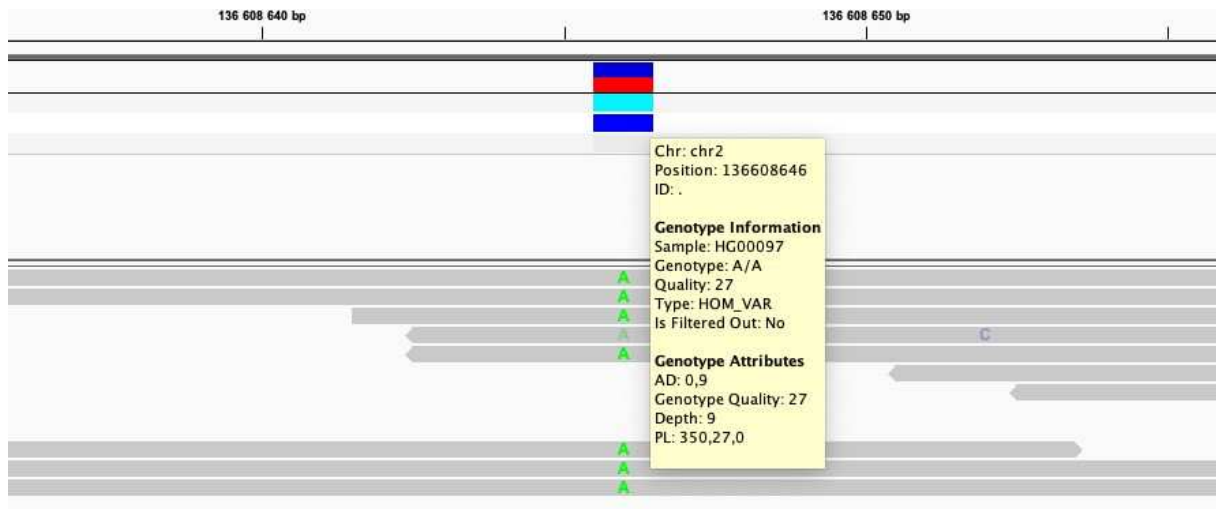 136 608 640 bp
136 608 650 bp
Chr: chr2
Position: 136608646
ID: .
Genotype Information
Sample: HG00097
Genotype: A/A
Quality: 27
Type: HOM_VAR
Is Filtered Out: No
Genotype Attributes
AD: 0,9
Genotype Quality: 27
Depth: 9
PL: 350,27,0
A
A
A
A
C
A
A
A
A